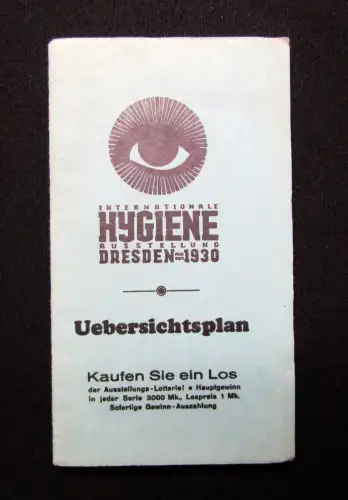 INTERNATIONALE
HYGIENE
AUSSTELLUNG
DRESDEN 1930
Uebersichtsplan
Kaufen Sie ein Los
der Ausstellungs-Lotterie! • Hauptgewinn
in jeder Serie 3000 Mk., Lospreis 1 Mk.
Sofortige Gewinn-Auszahlung